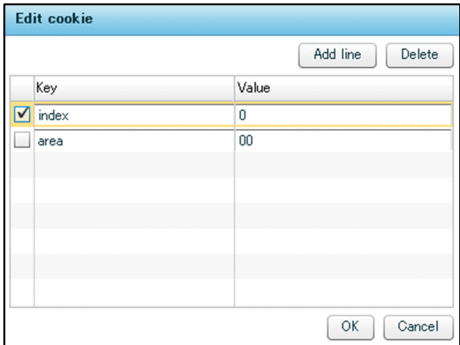 Edit cookie
Add line Delete
Key Value
index 0
area 00
OK Cancel